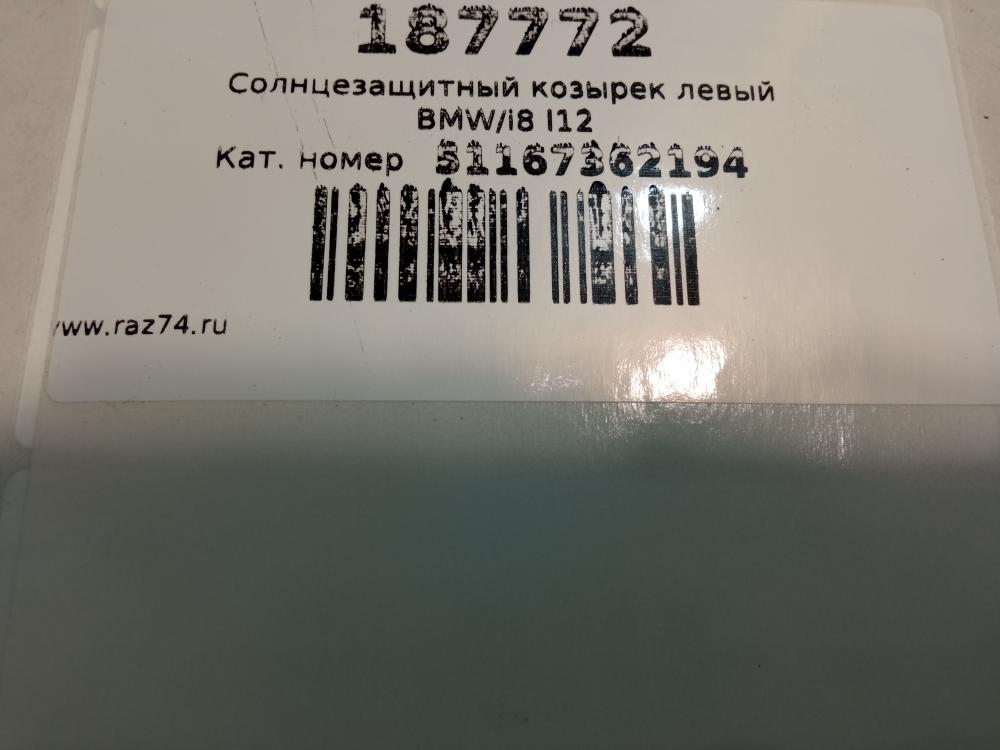 187772
Солнцезащитный козырек левый
BMW/i8 I12
Кат. номер 51167362194
www.raz74.ru